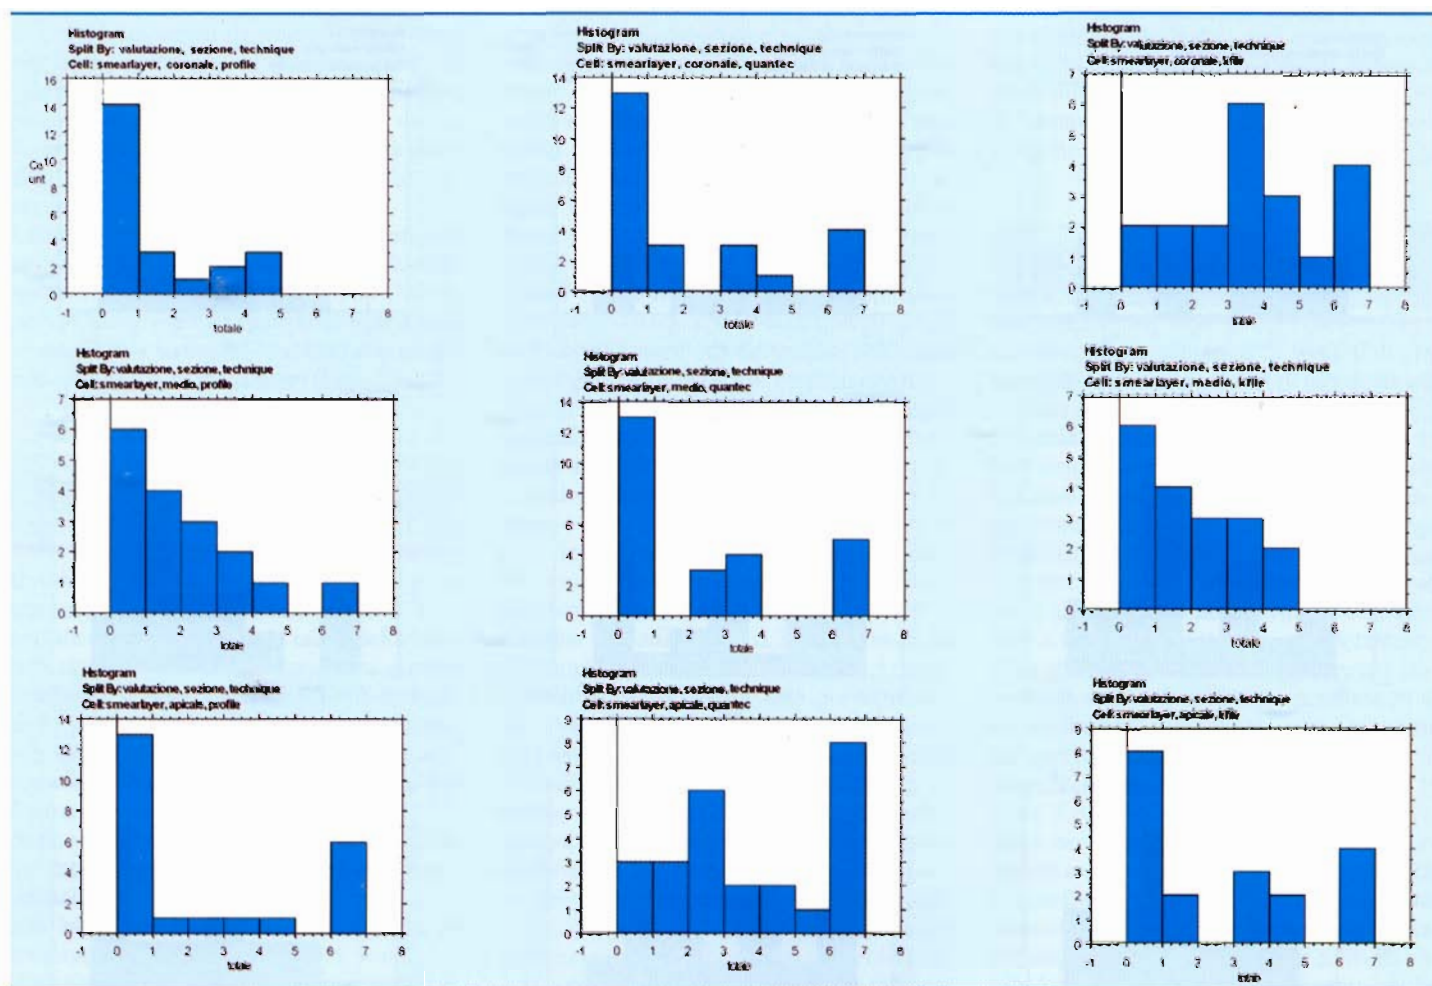 Histogram
Split By: valutazione, sezione, technique
Cell: smearlayer, coronale, profile
16
14
12
10
8
6
4
2
0
Co
unt
-1 0 1 2 3 4 5 6 7 8
totale
Histogram
Split By: valutazione, sezione, technique
Cell: smearlayer, coronale, quantec
14
12
10
8
6
4
2
0
-1 0 1 2 3 4 5 6 7 8
totale
Histogram
Split By: valutazione, sezione, technique
Cell: smearlayer, coronale, kfile
7
6
5
4
3
2
1
0
-1 0 1 2 3 4 5 6 7 8
totale
Histogram
Split By: valutazione, sezione, technique
Cell: smearlayer, medio, profile
7
6
5
4
3
2
1
0
-1 0 1 2 3 4 5 6 7 8
totale
Histogram
Split By: valutazione, sezione, technique
Cell: smearlayer, medio, quantec
14
12
10
8
6
4
2
0
-1 0 1 2 3 4 5 6 7 8
totale
Histogram
Split By: valutazione, sezione, technique
Cell: smearlayer, medio, kfile
7
6
5
4
3
2
1
0
-1 0 1 2 3 4 5 6 7 8
totale
Histogram
Split By: valutazione, sezione, technique
Cell: smearlayer, apicale, profile
14
12
10
8
6
4
2
0
-1 0 1 2 3 4 5 6 7 8
totale
Histogram
Split By: valutazione, sezione, technique
Cell: smearlayer, apicale, quantec
9
8
7
6
5
4
3
2
1
0
-1 0 1 2 3 4 5 6 7 8
totale
Histogram
Split By: valutazione, sezione, technique
Cell: smearlayer, apicale, kfile
9
8
7
6
5
4
3
2
1
0
-1 0 1 2 3 4 5 6 7 8
totale